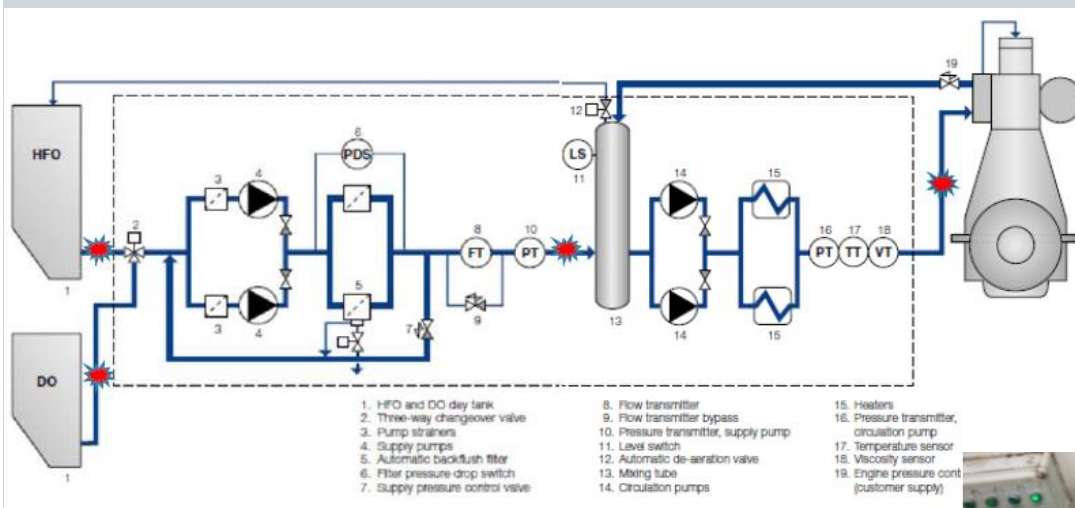 19
12
6
PDS
LS
HFO
11
3
4
14
15
2
8
10
16
17
18
FT
PT
PT
TT
VT
1
5
9
7
13
3
4
14
15
DO
1
1. HFO and DO day tank
2. Three-way changeover valve
3. Pump strainers
4. Supply pumps
5. Automatic backflush filter
6. Filter pressure drop switch
7. Supply pressure control valve
8. Flow transmitter
9. Flow transmitter bypass
10. Pressure transmitter, supply pump
11. Level switch
12. Automatic de-aeration valve
13. Mixing tube
14. Circulation pumps
15. Heaters
16. Pressure transmitter,
circulation pump
17. Temperature sensor
18. Viscosity sensor
19. Engine pressure cont
(customer supply)